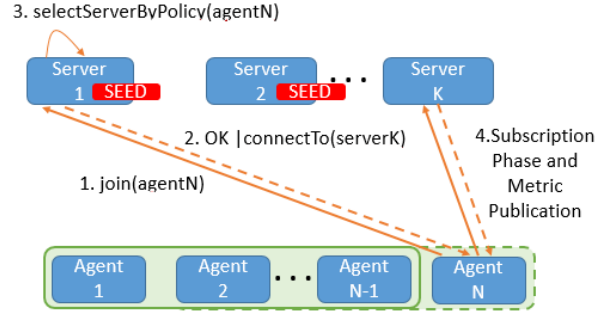 3. selectServerByPolicy(agentN)
Server
1
SEED
Server
2
SEED
Server
K
2. OK |connectTo(serverK)
1. join(agentN)
4.Subscription
Phase and
Metric
Publication
Agent
1
Agent
2
Agent
N-1
Agent
N